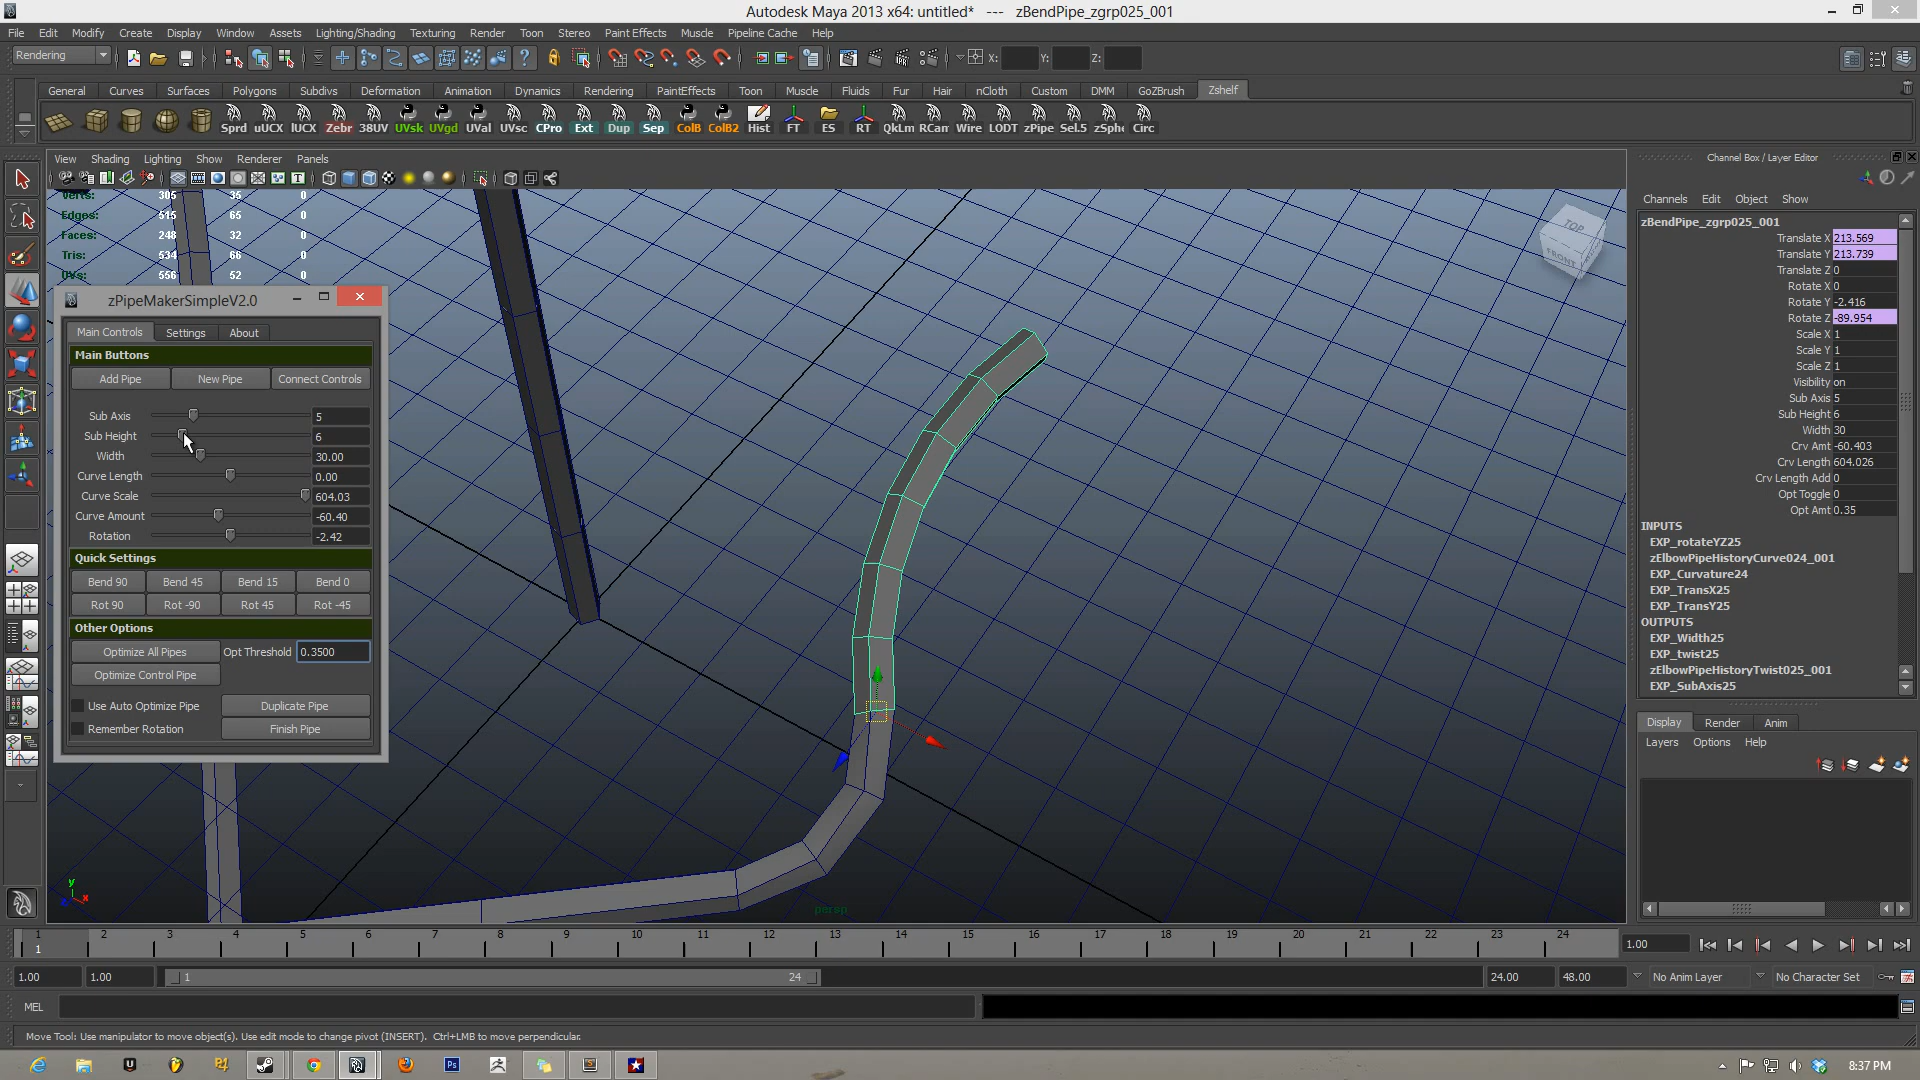 Autodesk Maya 2013 x64: untitled*   ---   zBendPipe_zgrp025_001
File Edit Modify Create Display Window Assets Lighting/Shading Texturing Render Toon Stereo Paint Effects Muscle Pipeline Cache Help
Rendering X: Y: Z:
General Curves Surfaces Polygons Subdivs Deformation Animation Dynamics Rendering PaintEffects Toon Muscle Fluids Fur Hair nCloth Custom DMM GoZBrush Zshelf
Sprd uUCX lUCX Zebr 38UV UVsk UVgd UVal UVsc CPro Ext Dup Sep ColB ColB2 Hist FT ES RT QkLm RCam Wire LODT zPipe Sel.5 zSph Circ
View Shading Lighting Show Renderer Panels
Verts: 305 35 0
Edges: 515 65 0
Faces: 248 32 0
Tris: 534 66 0
UVs: 556 52 0
TOP
FRONT
zPipeMakerSimpleV2.0
Main Controls Settings About
Main Buttons
Add Pipe New Pipe Connect Controls
Sub Axis 5
Sub Height 6
Width 30.00
Curve Length 0.00
Curve Scale 604.03
Curve Amount -60.40
Rotation -2.42
Quick Settings
Bend 90 Bend 45 Bend 15 Bend 0
Rot 90 Rot -90 Rot 45 Rot -45
Other Options
Optimize All Pipes Opt Threshold 0.3500
Optimize Control Pipe
Use Auto Optimize Pipe Duplicate Pipe
Remember Rotation Finish Pipe
y
x
persp
Channel Box / Layer Editor
Channels Edit Object Show
zBendPipe_zgrp025_001
Translate X 213.569
Translate Y 213.739
Translate Z 0
Rotate X 0
Rotate Y -2.416
Rotate Z -89.954
Scale X 1
Scale Y 1
Scale Z 1
Visibility on
Sub Axis 5
Sub Height 6
Width 30
Crv Amt -60.403
Crv Length 604.026
Crv Length Add 0
Opt Toggle 0
Opt Amt 0.35
INPUTS
EXP_rotateYZ25
zElbowPipeHistoryCurve024_001
EXP_Curvature24
EXP_TransX25
EXP_TransY25
OUTPUTS
EXP_Width25
EXP_twist25
zElbowPipeHistoryTwist025_001
EXP_SubAxis25
Display Render Anim
Layers Options Help
1 2 3 4 5 6 7 8 9 10 11 12 13 14 15 16 17 18 19 20 21 22 23 24
1 1.00
1.00 1.00 1 24 24.00 48.00 No Anim Layer No Character Set
MEL
Move Tool: Use manipulator to move object(s). Use edit mode to change pivot (INSERT).  Ctrl+LMB to move perpendicular.
Ps
8:37 PM